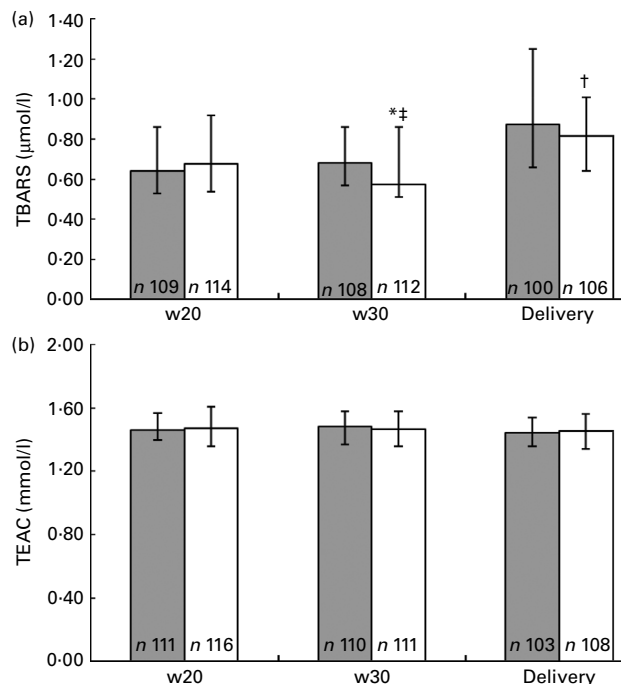 (a)
1·40
1·20
1·00
0·80
0·60
0·40
0·20
0·00
TBARS (μmol/l)
*‡
†
n 109 n 114 n 108 n 112 n 100 n 106
w20 w30 Delivery
(b)
2·00
1·60
1·20
0·80
0·40
0·00
TEAC (mmol/l)
n 111 n 116 n 110 n 111 n 103 n 108
w20 w30 Delivery